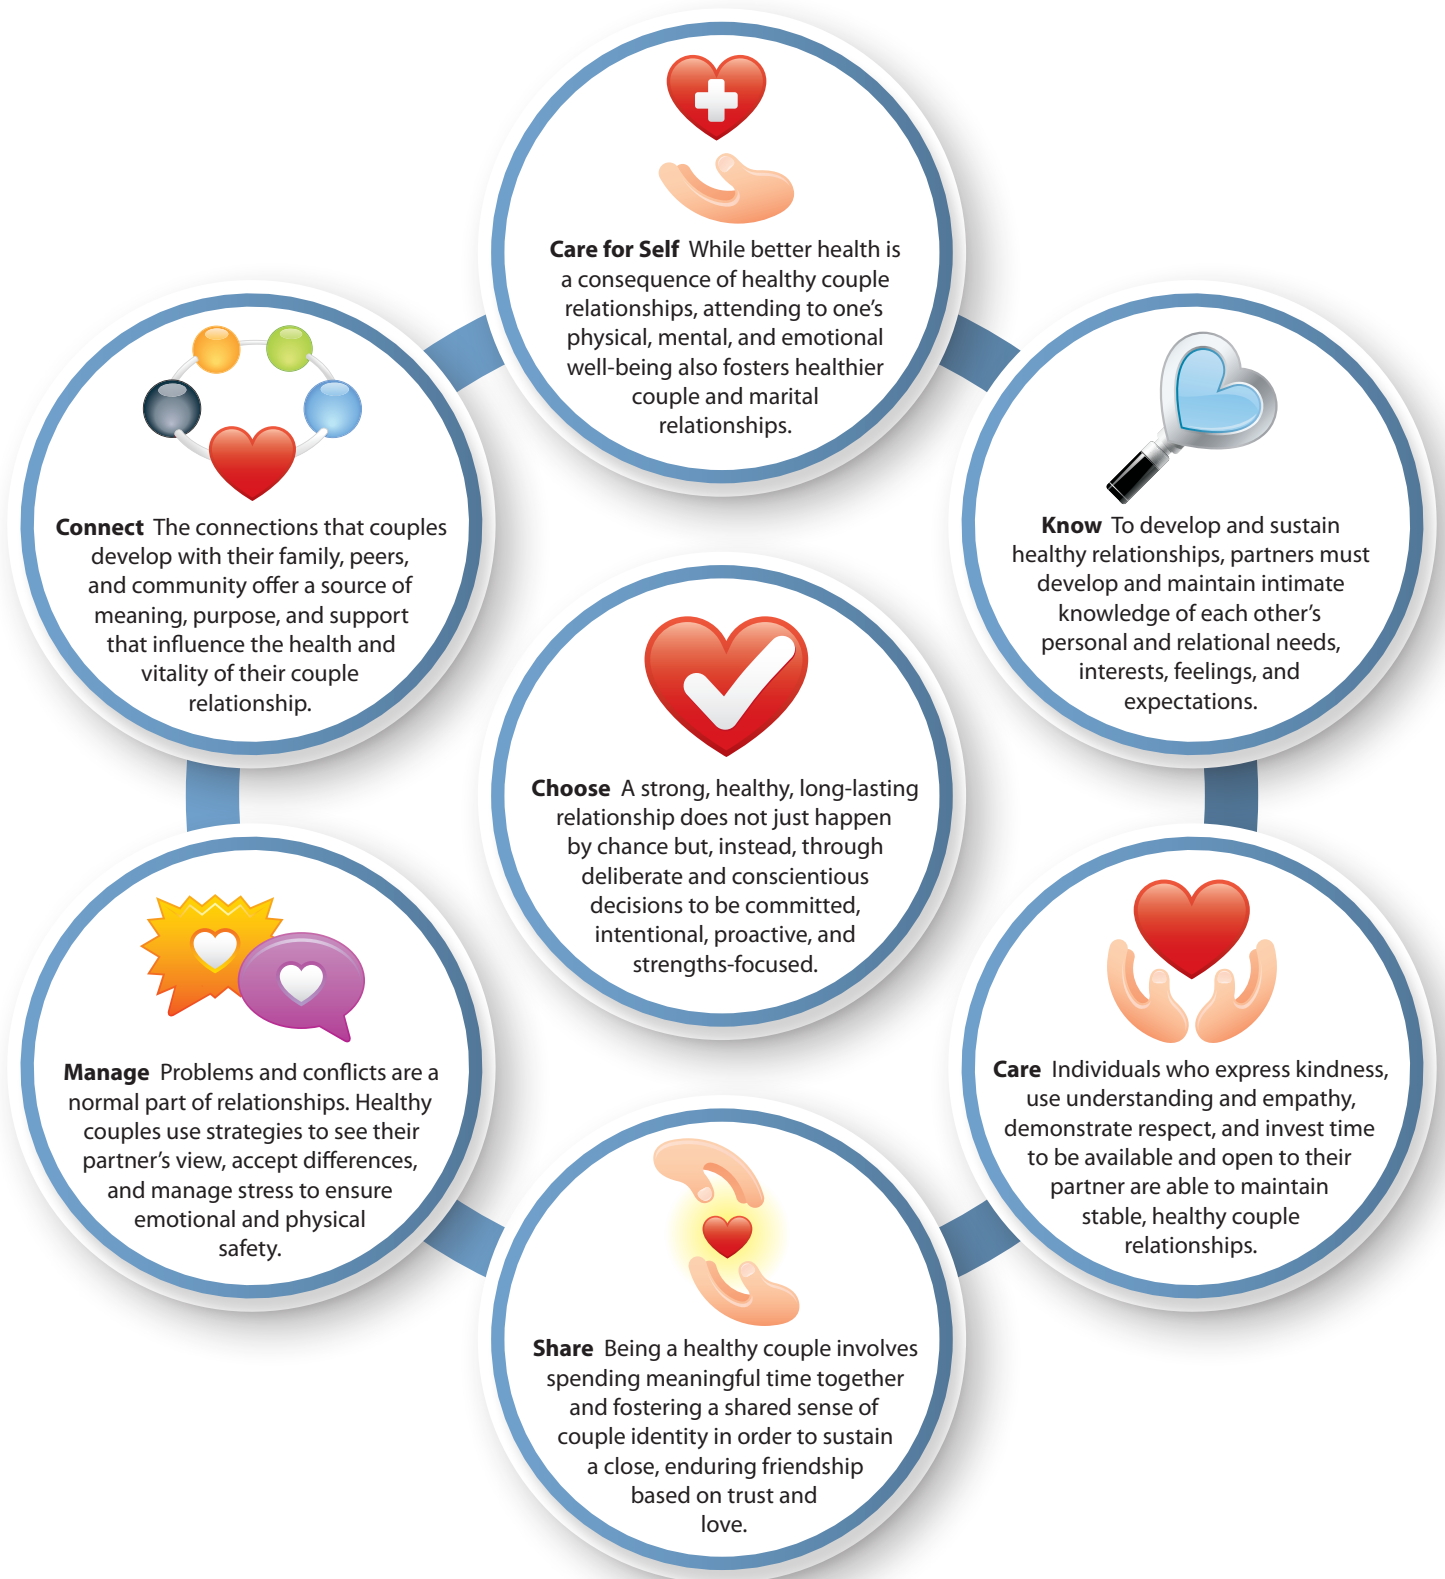 Care for Self While better health is
a consequence of healthy couple
relationships, attending to one’s
physical, mental, and emotional
well-being also fosters healthier
couple and marital
relationships.
Connect The connections that couples
develop with their family, peers,
and community offer a source of
meaning, purpose, and support
that influence the health and
vitality of their couple
relationship.
Know To develop and sustain
healthy relationships, partners must
develop and maintain intimate
knowledge of each other’s
personal and relational needs,
interests, feelings, and
expectations.
Choose A strong, healthy, long-lasting
relationship does not just happen
by chance but, instead, through
deliberate and conscientious
decisions to be committed,
intentional, proactive, and
strengths-focused.
Manage Problems and conflicts are a
normal part of relationships. Healthy
couples use strategies to see their
partner’s view, accept differences,
and manage stress to ensure
emotional and physical
safety.
Care Individuals who express kindness,
use understanding and empathy,
demonstrate respect, and invest time
to be available and open to their
partner are able to maintain
stable, healthy couple
relationships.
Share Being a healthy couple involves
spending meaningful time together
and fostering a shared sense of
couple identity in order to sustain
a close, enduring friendship
based on trust and
love.